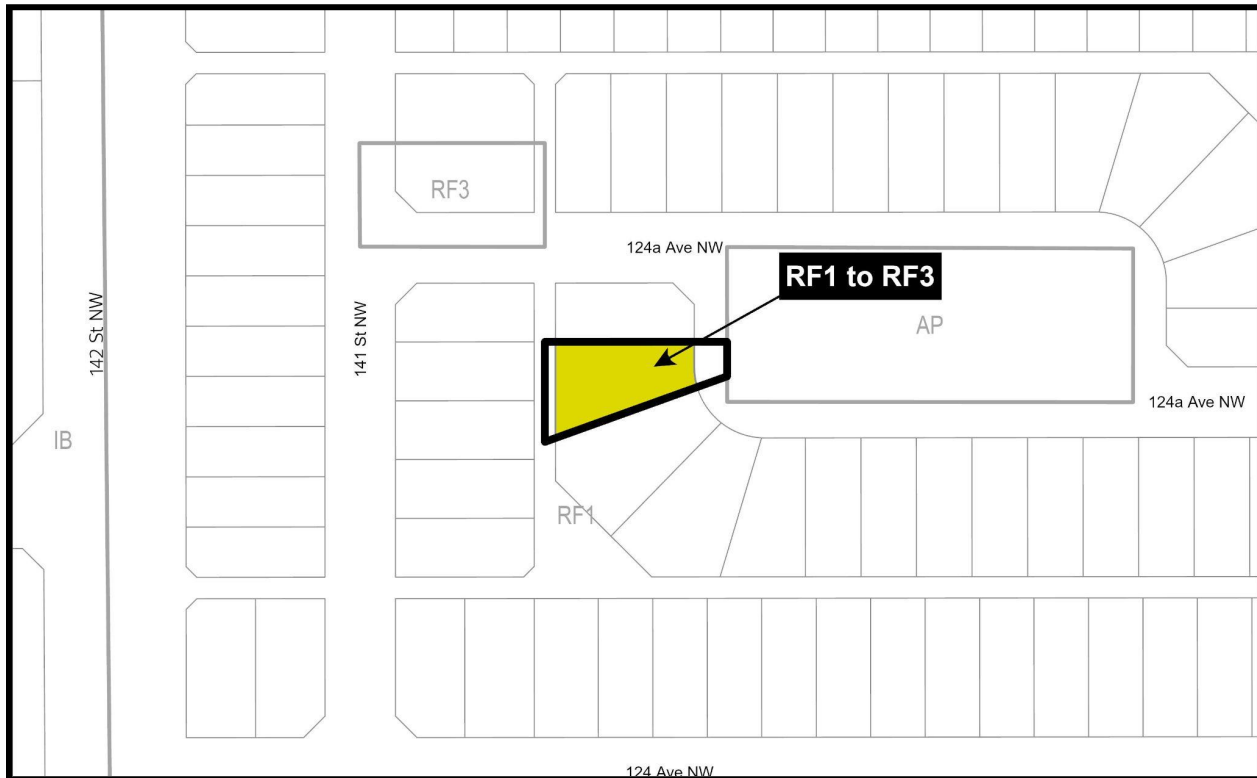 RF3
124a Ave NW
RF1 to RF3
AP
142 St NW
141 St NW
124a Ave NW
IB
RF1
124 Ave NW